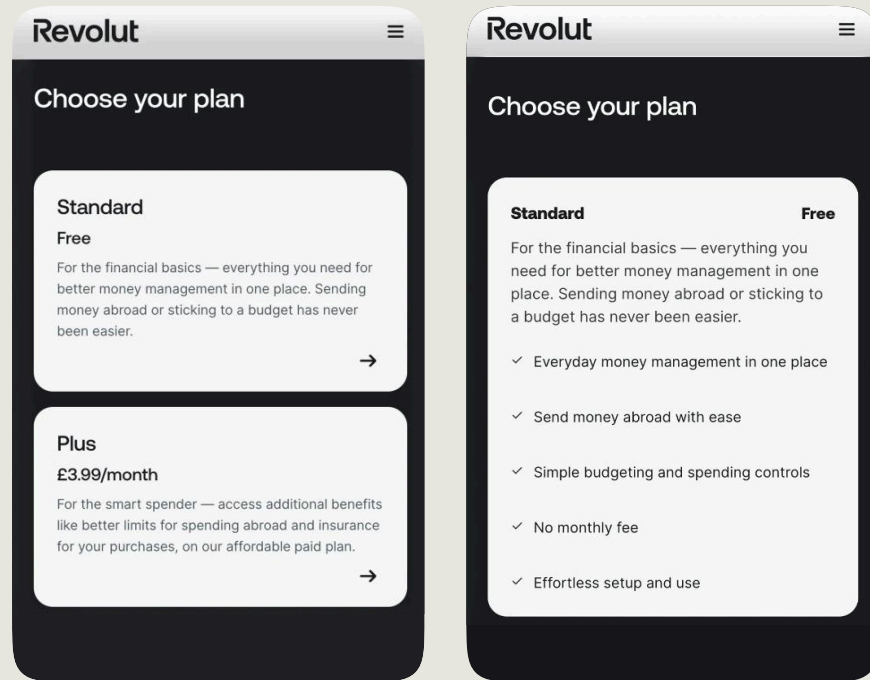 Revolut
Choose your plan
Standard
Free
For the financial basics — everything you need for
better money management in one place. Sending
money abroad or sticking to a budget has never
been easier.
Plus
£3.99/month
For the smart spender — access additional benefits
like better limits for spending abroad and insurance
for your purchases, on our affordable paid plan.
Revolut
Choose your plan
Standard Free
For the financial basics — everything you
need for better money management in one
place. Sending money abroad or sticking to
a budget has never been easier.
Everyday money management in one place
Send money abroad with ease
Simple budgeting and spending controls
No monthly fee
Effortless setup and use